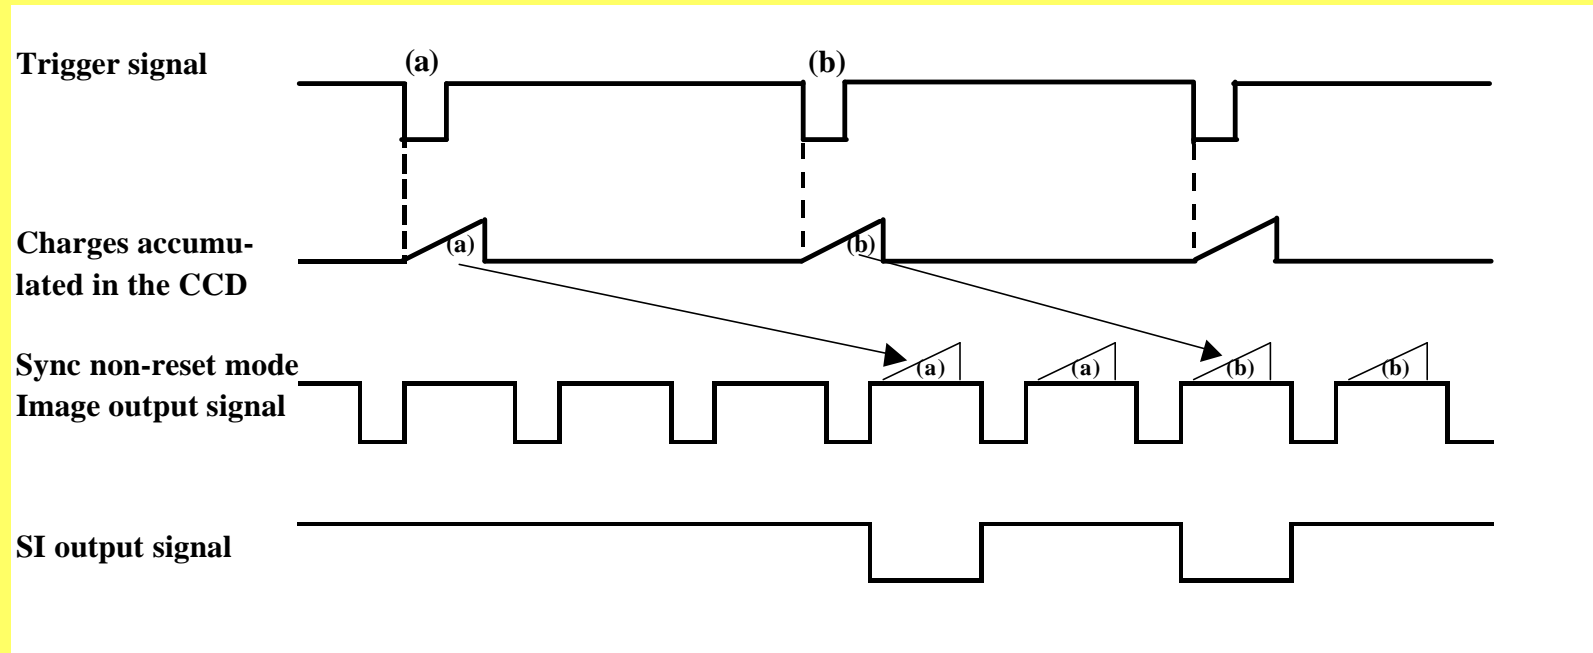 Trigger signal
(a)
(b)
Charges accumu-
lated in the CCD
(a)
(b)
Sync non-reset mode
Image output signal
(a)
(a)
(b)
(b)
SI output signal